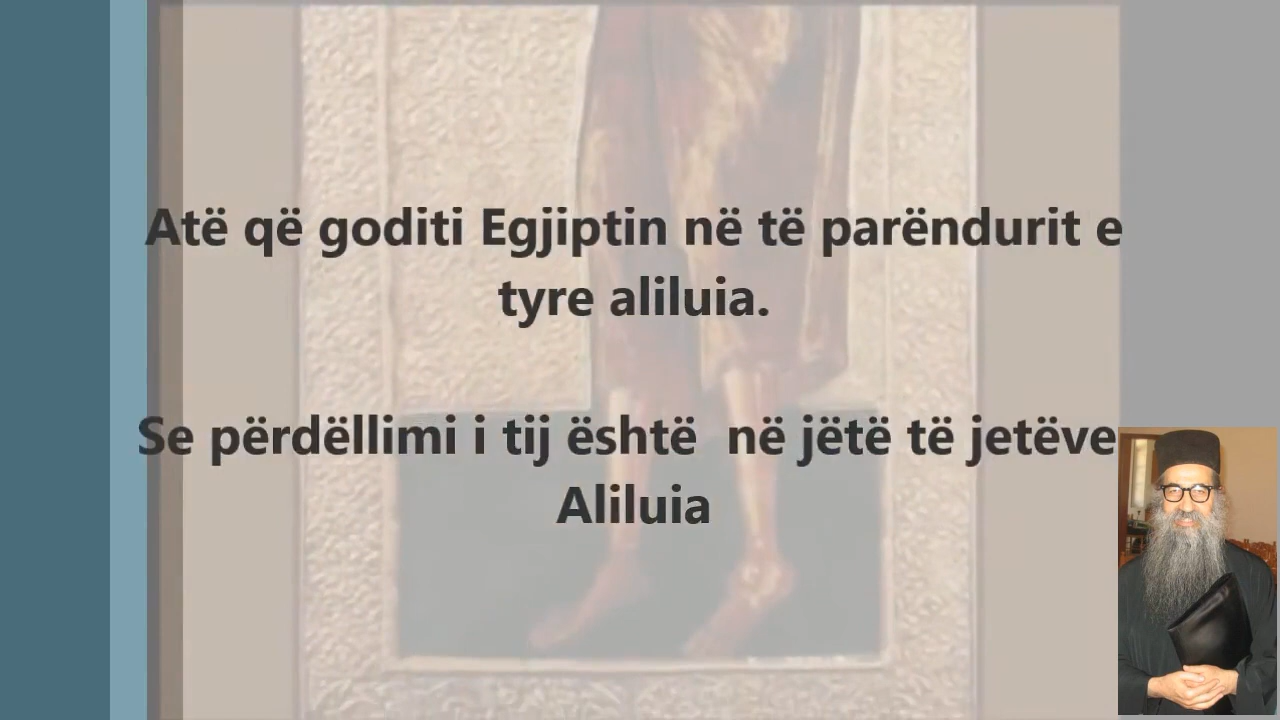 Atë që goditi Egjiptin në të parëndurit e
tyre aliluia.
Se përdëllimi i tij është në jëtë të jetëve
Aliluia